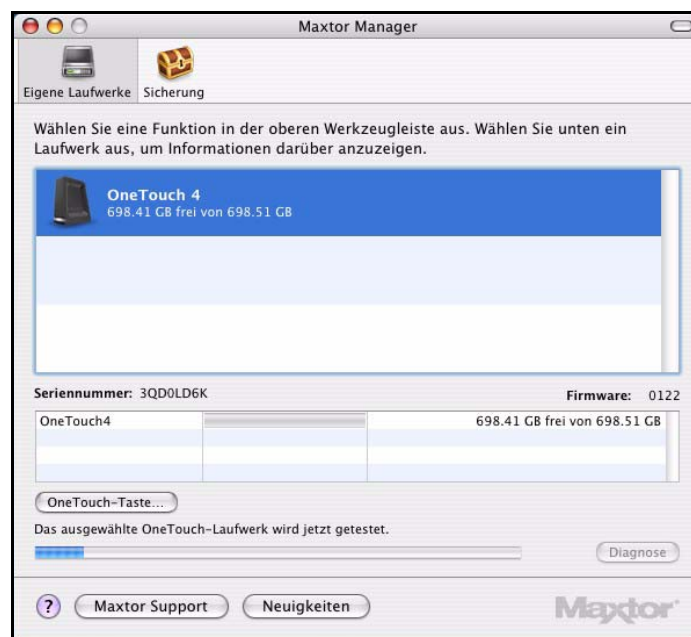 Maxtor Manager
Eigene Laufwerke
Sicherung
Wählen Sie eine Funktion in der oberen Werkzeugleiste aus. Wählen Sie unten ein
Laufwerk aus, um Informationen darüber anzuzeigen.
OneTouch 4
698.41 GB frei von 698.51 GB
Seriennummer: 3QD0LD6K
Firmware: 0122
OneTouch4
698.41 GB frei von 698.51 GB
OneTouch-Taste...
Das ausgewählte OneTouch-Laufwerk wird jetzt getestet.
Diagnose
?
Maxtor Support
Neuigkeiten
Maxtor